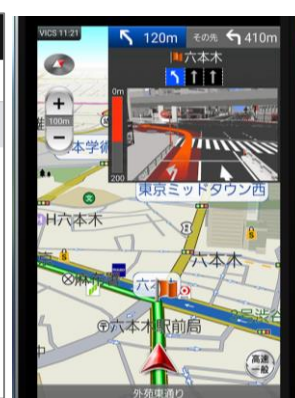 VICS 11:21
120m
その先
410m
六本木
0m
+
100m
-
200
本学術
東京ミッドタウン西
H六本木
六本木
六本木駅前局
高速
一般
外苑東通り